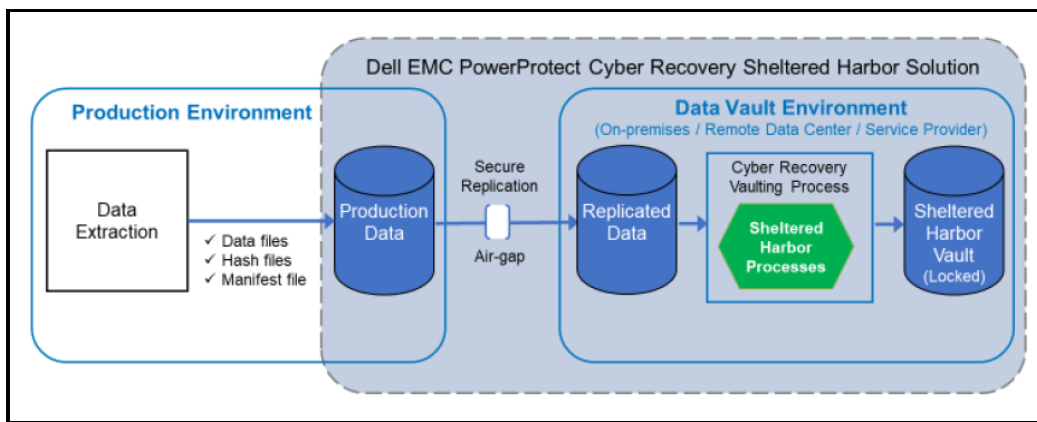 Dell EMC PowerProtect Cyber Recovery Sheltered Harbor Solution
Production Environment
Data
Extraction
✓ Data files
✓ Hash files
✓ Manifest file
Production
Data
Secure
Replication
Air-gap
Data Vault Environment
(On-premises / Remote Data Center / Service Provider)
Replicated
Data
Cyber Recovery
Vaulting Process
Sheltered
Harbor
Processes
Sheltered
Harbor
Vault
(Locked)